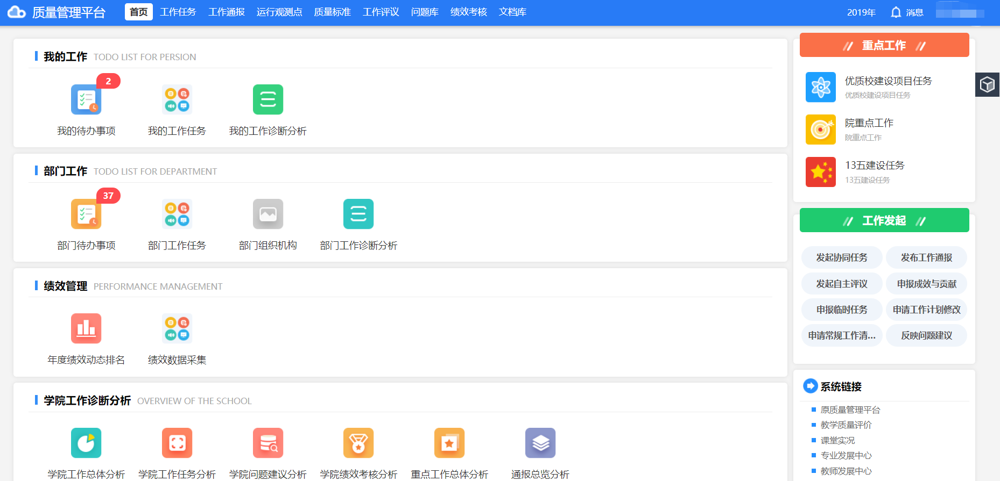 质量管理平台 首页 工作任务 工作通报 运行观测点 质量标准 工作评议 问题库 绩效考核 文档库 2019年 消息
我的工作 TODO LIST FOR PERSION
2
我的待办事项 我的工作任务 我的工作诊断分析
部门工作 TODO LIST FOR DEPARTMENT
37
部门待办事项 部门工作任务 部门组织机构 部门工作诊断分析
绩效管理 PERFORMANCE MANAGEMENT
年度绩效动态排名 绩效数据采集
学院工作诊断分析 OVERVIEW OF THE SCHOOL
学院工作总体分析 学院工作任务分析 学院问题建议分析 学院绩效考核分析 重点工作总体分析 通报总览分析
// 重点工作 //
优质校建设项目任务
优质校建设项目任务
院重点工作
院重点工作
13五建设任务
13五建设任务
// 工作发起 //
发起协同任务 发布工作通报
发起自主评议 申报成效与贡献
申报临时任务 申请工作计划修改
申请常规工作清... 反映问题建议
系统链接
原质量管理平台
教学质量评价
课堂实况
专业发展中心
教师发展中心